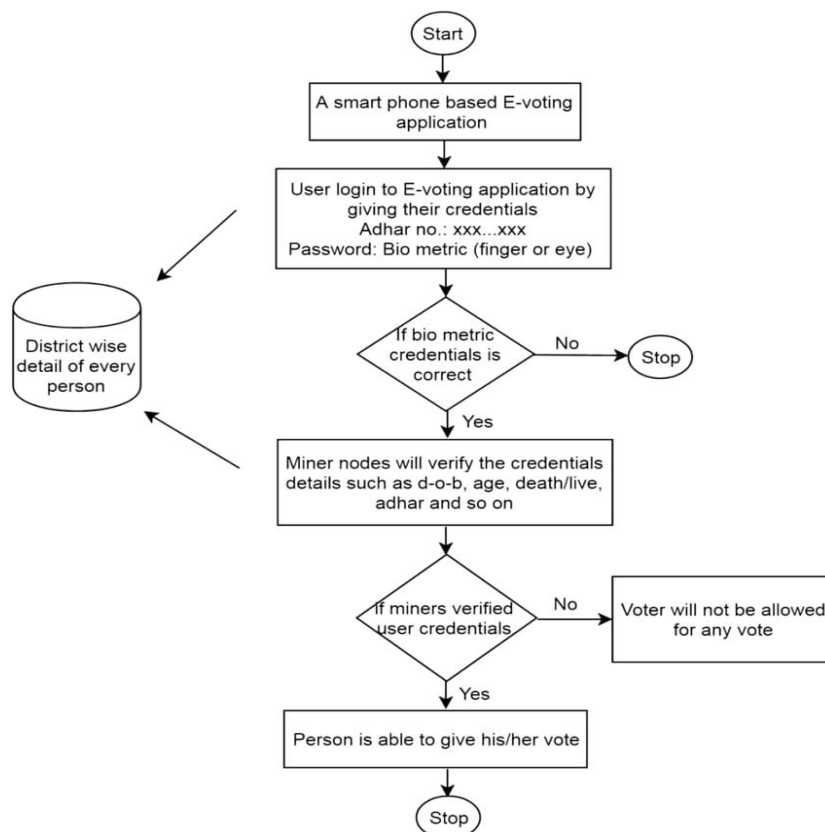 Start
A smart phone based E-voting
application
User login to E-voting application by
giving their credentials
Adhar no.: xxx...xxx
Password: Bio metric (finger or eye)
District wise
detail of every
person
If bio metric
credentials is
correct
No
Stop
Yes
Miner nodes will verify the credentials
details such as d-o-b, age, death/live,
adhar and so on
If miners verified
user credentials
No
Voter will not be allowed
for any vote
Yes
Person is able to give his/her vote
Stop